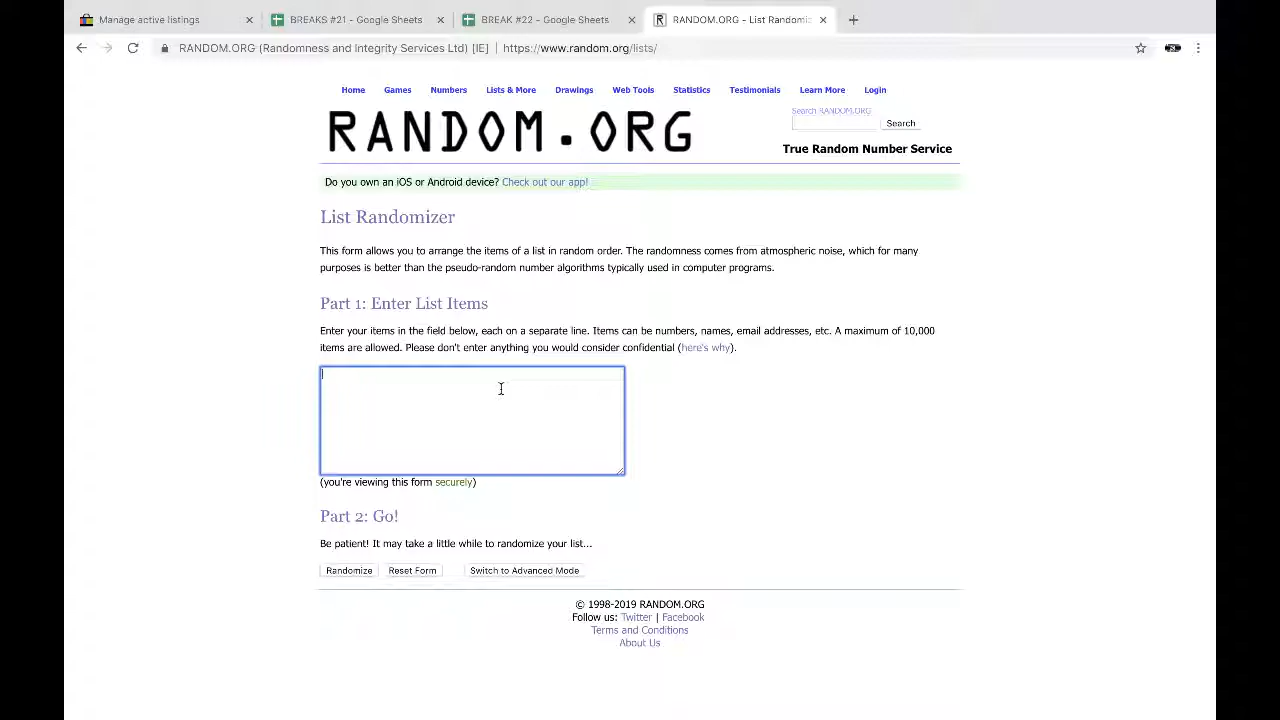 Manage active listings
BREAKS #21 - Google Sheets
BREAK #22 - Google Sheets
RANDOM.ORG - List Randomi
RANDOM.ORG (Randomness and Integrity Services Ltd) [IE] | https://www.random.org/lists/
Home Games Numbers Lists & More Drawings Web Tools Statistics Testimonials Learn More Login
RANDOM.ORG
Search RANDOM.ORG
Search
True Random Number Service
Do you own an iOS or Android device? Check out our app!
List Randomizer
This form allows you to arrange the items of a list in random order. The randomness comes from atmospheric noise, which for many
purposes is better than the pseudo-random number algorithms typically used in computer programs.
Part 1: Enter List Items
Enter your items in the field below, each on a separate line. Items can be numbers, names, email addresses, etc. A maximum of 10,000
items are allowed. Please don't enter anything you would consider confidential (here's why).
(you're viewing this form securely)
Part 2: Go!
Be patient! It may take a little while to randomize your list...
Randomize Reset Form Switch to Advanced Mode
© 1998-2019 RANDOM.ORG
Follow us: Twitter | Facebook
Terms and Conditions
About Us